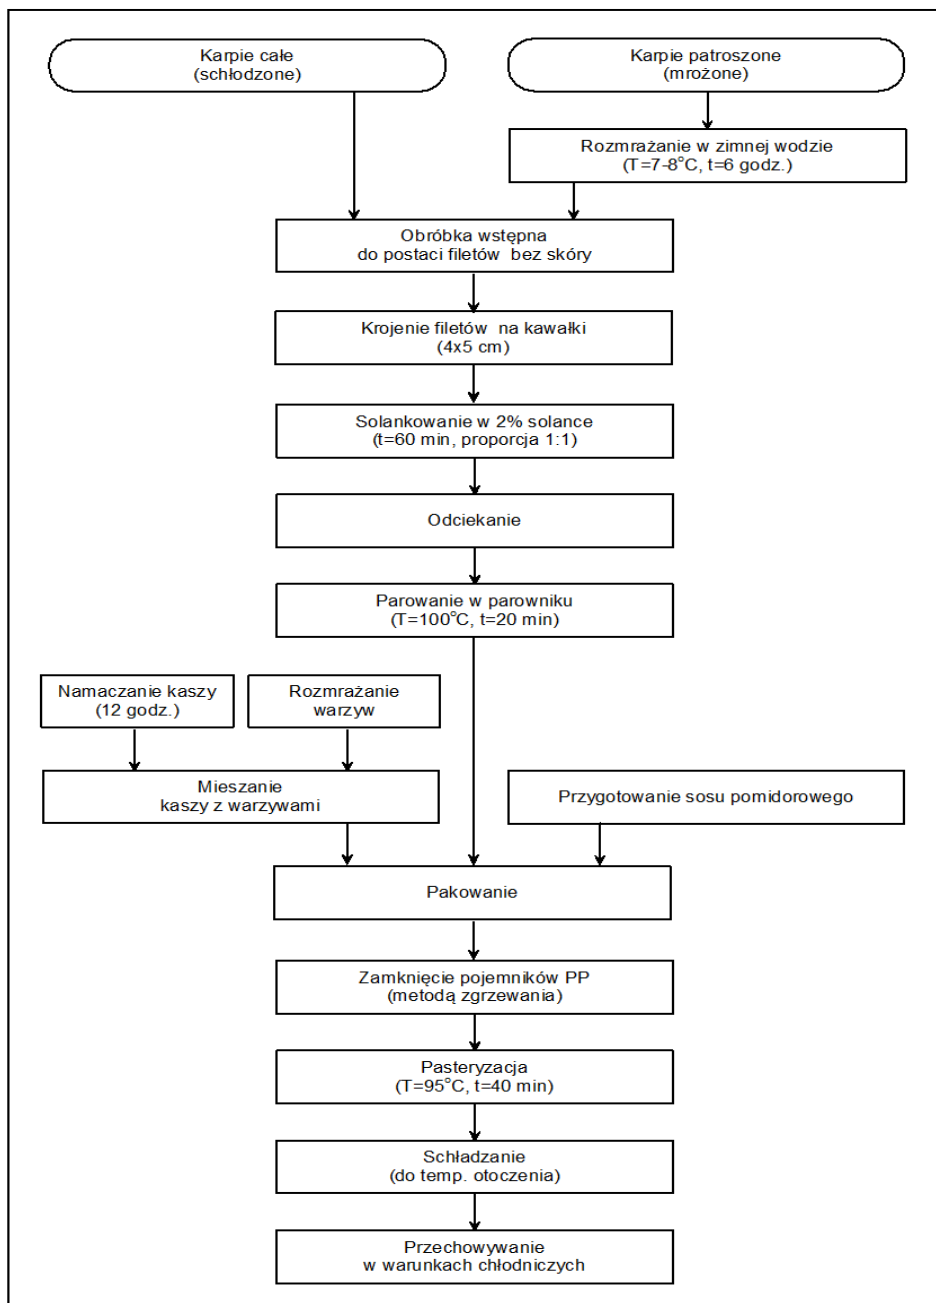 Karpie całe
(schłodzone)
Karpie patroszone
(mrożone)
Rozmrażanie w zimnej wodzie
(T=7-8°C, t=6 godz.)
Obróbka wstępna
do postaci filetów bez skóry
Krojenie filetów na kawałki
(4x5 cm)
Solankowanie w 2% solance
(t=60 min, proporcja 1:1)
Odciekanie
Parowanie w parowniku
(T=100°C, t=20 min)
Namaczanie kaszy
(12 godz.)
Rozmrażanie
warzyw
Mieszanie
kaszy z warzywami
Przygotowanie sosu pomidorowego
Pakowanie
Zamknięcie pojemników PP
(metodą zgrzewania)
Pasteryzacja
(T=95°C, t=40 min)
Schładzanie
(do temp. otoczenia)
Przechowywanie
w warunkach chłodniczych